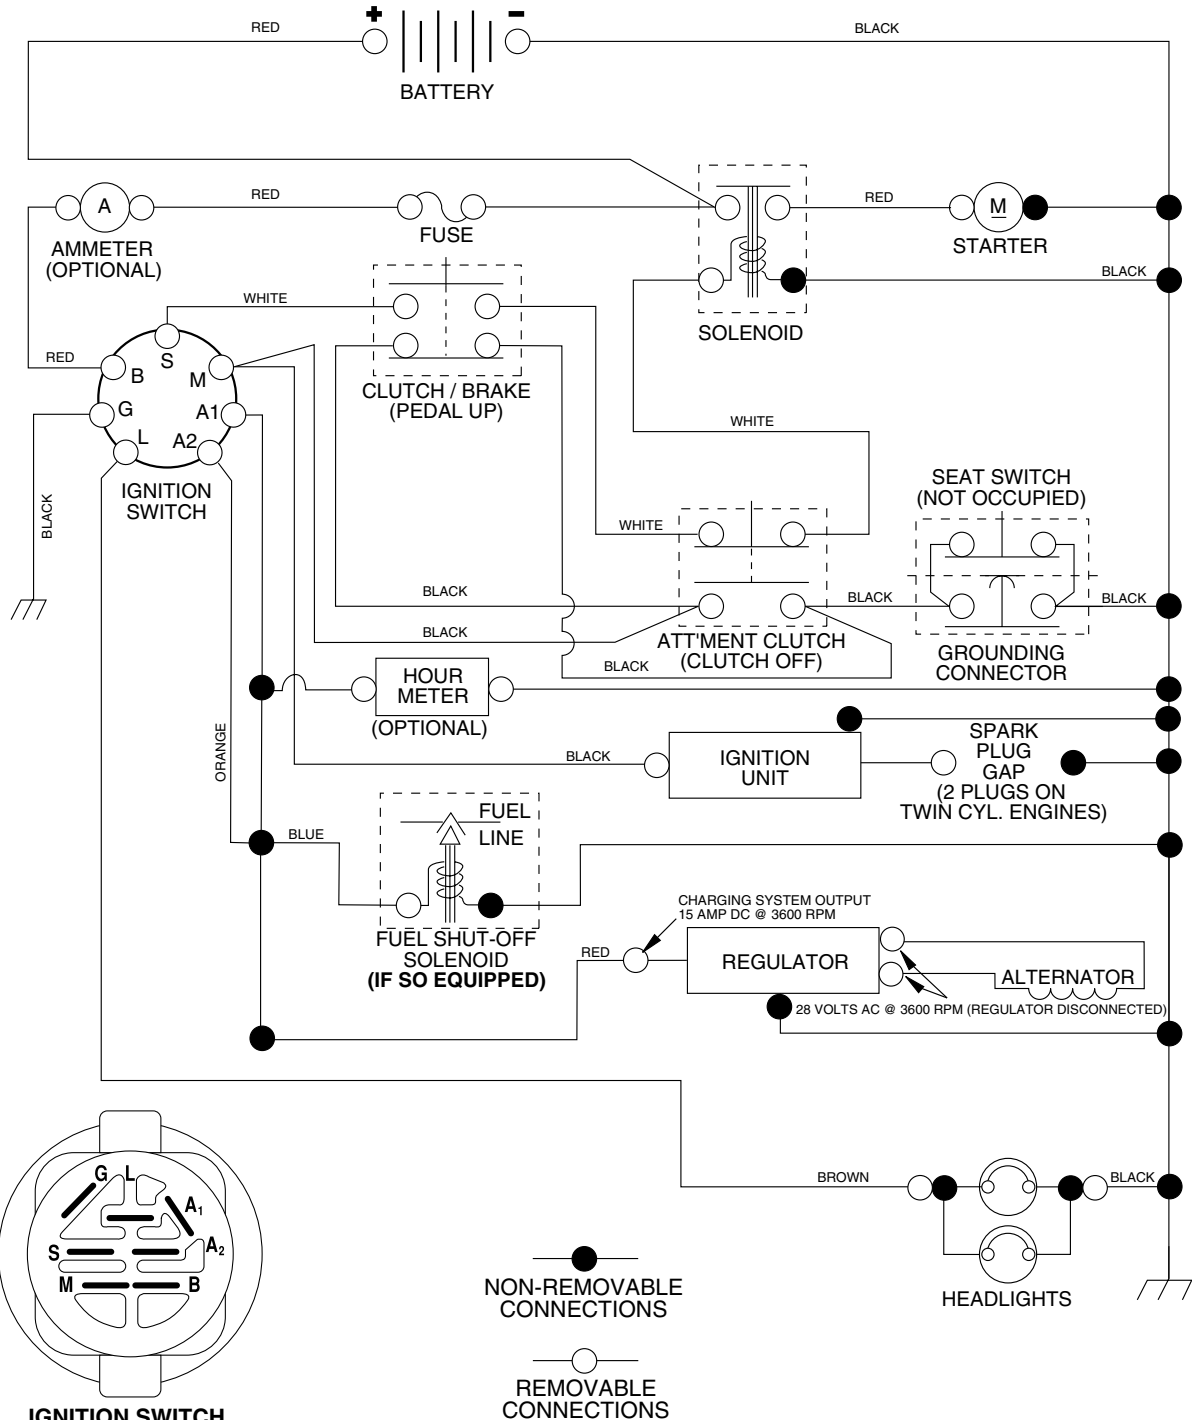 RED
+
-
BLACK
BATTERY
A
RED
FUSE
RED
M
STARTER
AMMETER
(OPTIONAL)
WHITE
BLACK
SOLENOID
RED
S
B
M
G
A1
L
A2
CLUTCH / BRAKE
(PEDAL UP)
IGNITION
SWITCH
BLACK
WHITE
WHITE
SEAT SWITCH
(NOT OCCUPIED)
BLACK
BLACK
BLACK
BLACK
BLACK
ATT'MENT CLUTCH
(CLUTCH OFF)
GROUNDING
CONNECTOR
HOUR
METER
(OPTIONAL)
ORANGE
BLACK
IGNITION
UNIT
SPARK
PLUG
GAP
(2 PLUGS ON
TWIN CYL. ENGINES)
BLUE
FUEL
LINE
FUEL SHUT-OFF
SOLENOID
(IF SO EQUIPPED)
CHARGING SYSTEM OUTPUT
15 AMP DC @ 3600 RPM
RED
REGULATOR
ALTERNATOR
28 VOLTS AC @ 3600 RPM (REGULATOR DISCONNECTED)
BROWN
BLACK
HEADLIGHTS
G
L
A1
S
A2
M
B
IGNITION SWITCH
NON-REMOVABLE
CONNECTIONS
REMOVABLE
CONNECTIONS